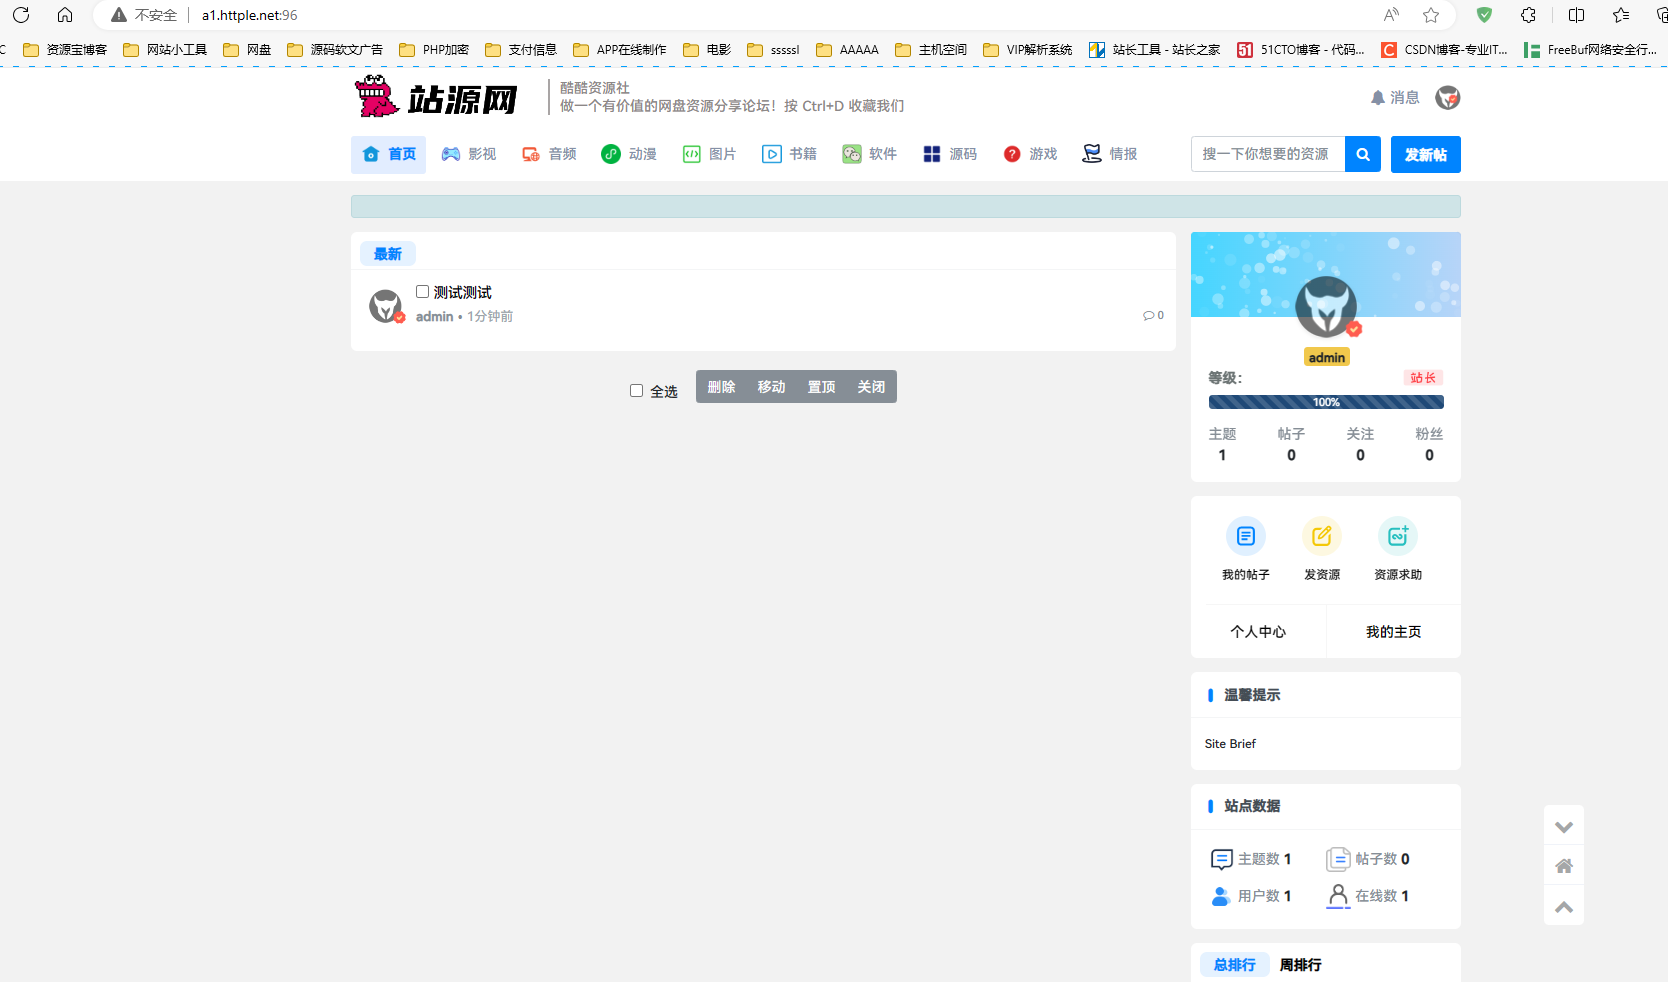 不安全 a1.httple.net:96
C 资源宝博客 网站小工具 网盘 源码软文广告 PHP加密 支付信息 APP在线制作 电影 sssssl AAAAA 主机空间 VIP解析系统 站长工具 - 站长之家 51CTO博客 - 代码... CSDN博客-专业IT... FreeBuf网络安全行...
站源网
酷酷资源社
做一个有价值的网盘资源分享论坛！按 Ctrl+D 收藏我们
消息
首页 影视 音频 动漫 图片 书籍 软件 源码 游戏 情报 搜一下你想要的资源 发新帖
最新
测试测试
admin • 1分钟前
0
全选 删除 移动 置顶 关闭
admin
等级： 站长
100%
主题 帖子 关注 粉丝
1 0 0 0
我的帖子 发资源 资源求助
个人中心 我的主页
温馨提示
Site Brief
站点数据
主题数 1 帖子数 0
用户数 1 在线数 1
总排行 周排行